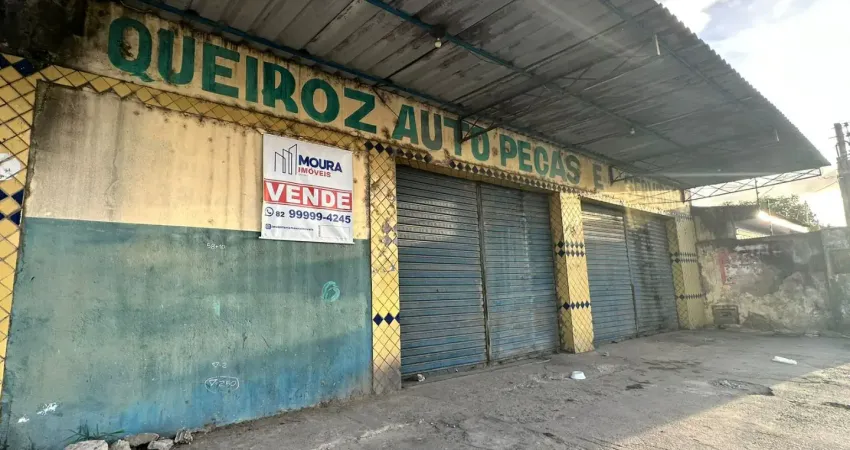 QUEIROZ AUTO PEÇAS E
MOURA
IMÓVEIS
VENDE
82 99999-4245